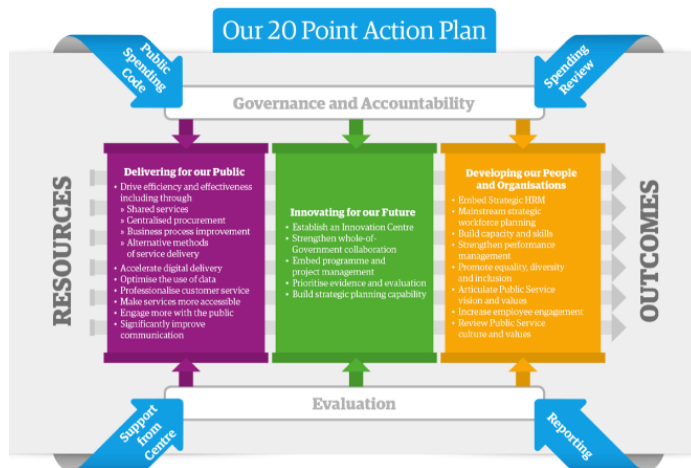 Our 20 Point Action Plan
Public
Spending
Code
Spending
Review
Governance and Accountability
RESOURCES
Delivering for our Public
• Drive efficiency and effectiveness
including through
» Shared services
» Centralised procurement
» Business process improvement
» Alternative methods
of service delivery
• Accelerate digital delivery
• Optimise the use of data
• Professionalise customer service
• Make services more accessible
• Engage more with the public
• Significantly improve
communication
Innovating for our Future
• Establish an Innovation Centre
• Strengthen whole-of-
Government collaboration
• Embed programme and
project management
• Prioritise evidence and evaluation
• Build strategic planning capability
Developing our People
and Organisations
• Embed Strategic HRM
• Mainstream strategic
workforce planning
• Build capacity and skills
• Strengthen performance
management
• Promote equality, diversity
and inclusion
• Articulate Public Service
vision and values
• Increase employee engagement
• Review Public Service
culture and values
OUTCOMES
Evaluation
Support
from
Centre
Reporting